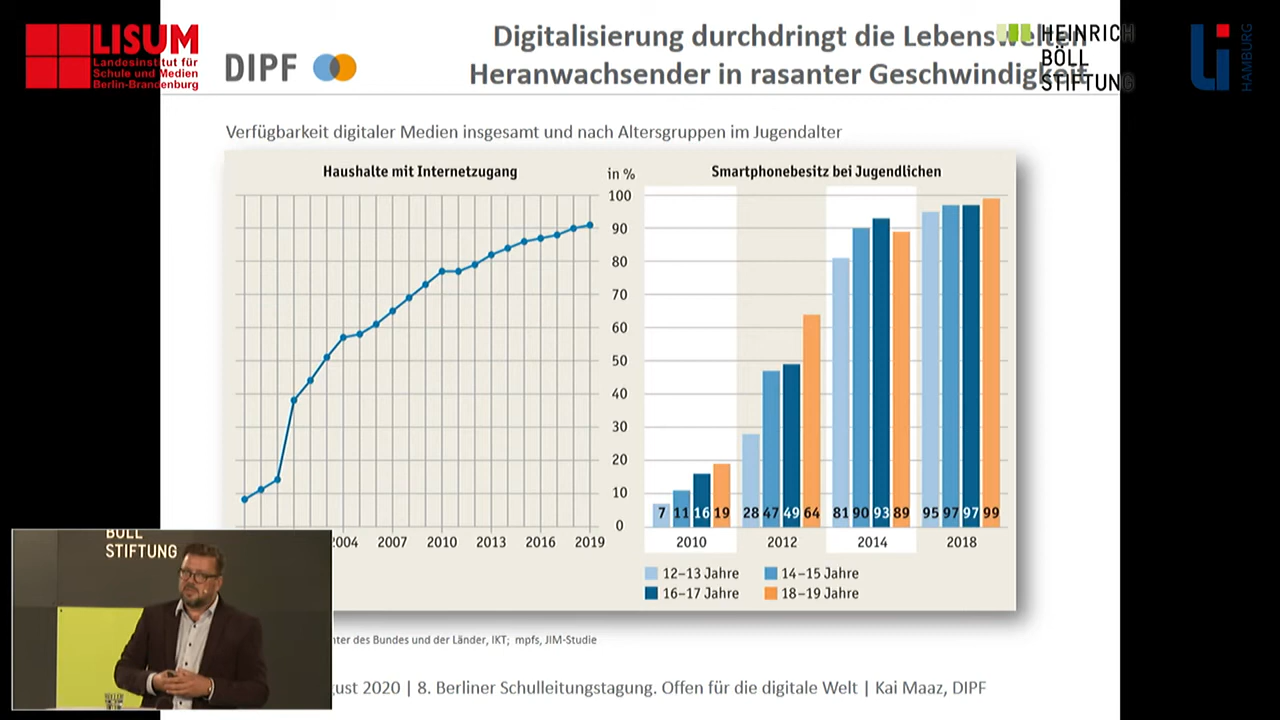 LISUM
Landesinstitut für
Schule und Medien
Berlin-Brandenburg
DIPF
Digitalisierung durchdringt die Lebenswelten
Heranwachsender in rasanter Geschwindigkeit
HEINRICH
BÖLL
STIFTUNG
Li
HAMBURG
Verfügbarkeit digitaler Medien insgesamt und nach Altersgruppen im Jugendalter
Haushalte mit Internetzugang
in %
Smartphonebesitz bei Jugendlichen
100
90
80
70
60
50
40
30
20
10
0
2004 2007 2010 2013 2016 2019
7 11 16 19 28 47 49 64 81 90 93 89 95 97 97 99
2010 2012 2014 2018
12–13 Jahre 14–15 Jahre
16–17 Jahre 18–19 Jahre
des Bundes und der Länder, IKT; mpfs, JIM-Studie
2020 | 8. Berliner Schulleitungstagung. Offen für die digitale Welt | Kai Maaz, DIPF
BÖLL
STIFTUNG